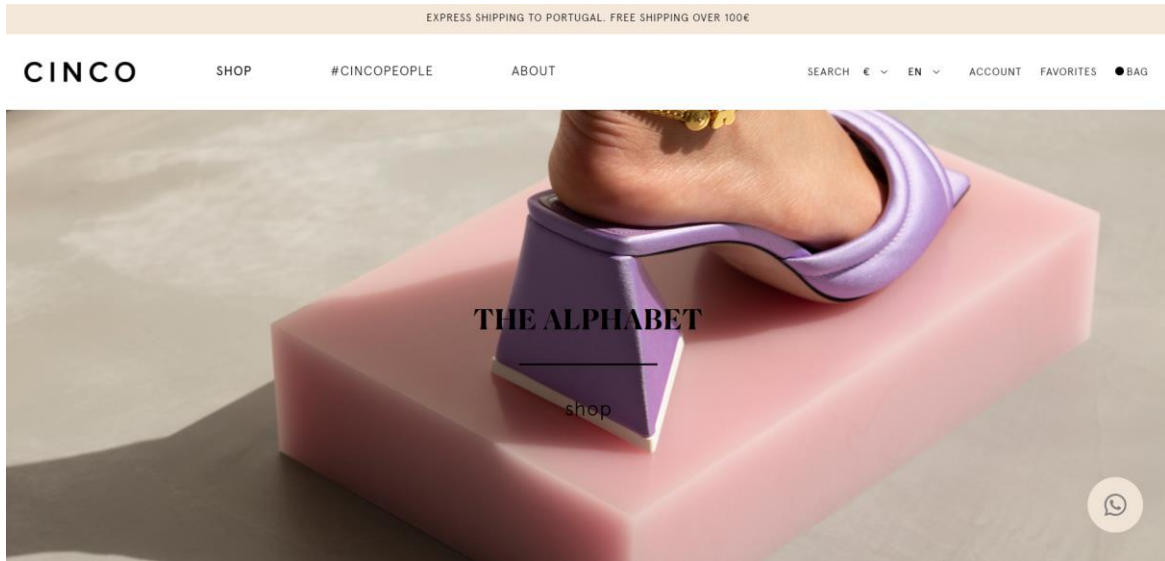 EXPRESS SHIPPING TO PORTUGAL. FREE SHIPPING OVER 100€
CINCO SHOP #CINCOPEOPLE ABOUT SEARCH € EN ACCOUNT FAVORITES BAG
THE ALPHABET
shop